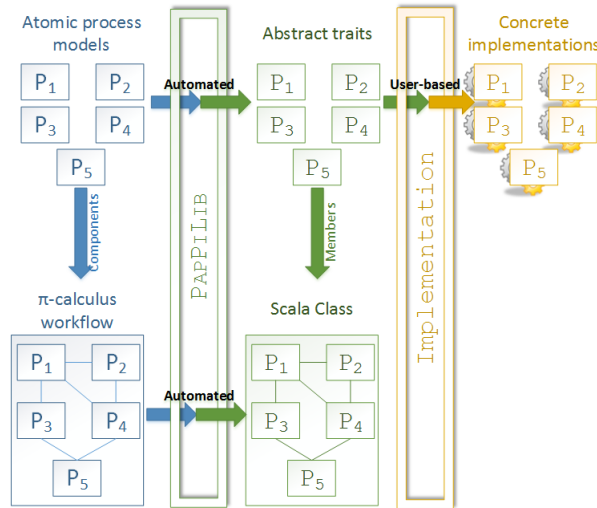 Atomic process
models
Abstract traits
Concrete
implementations
P1 P2
Automated
P1 P2
User-based
P1 P2
P3 P4
P3 P4
P3 P4
P5
P5
P5
Components
PAPPILIB
Members
Implementation
π-calculus
workflow
Scala Class
P1 P2
P1 P2
Automated
P3 P4
P3 P4
P5
P5